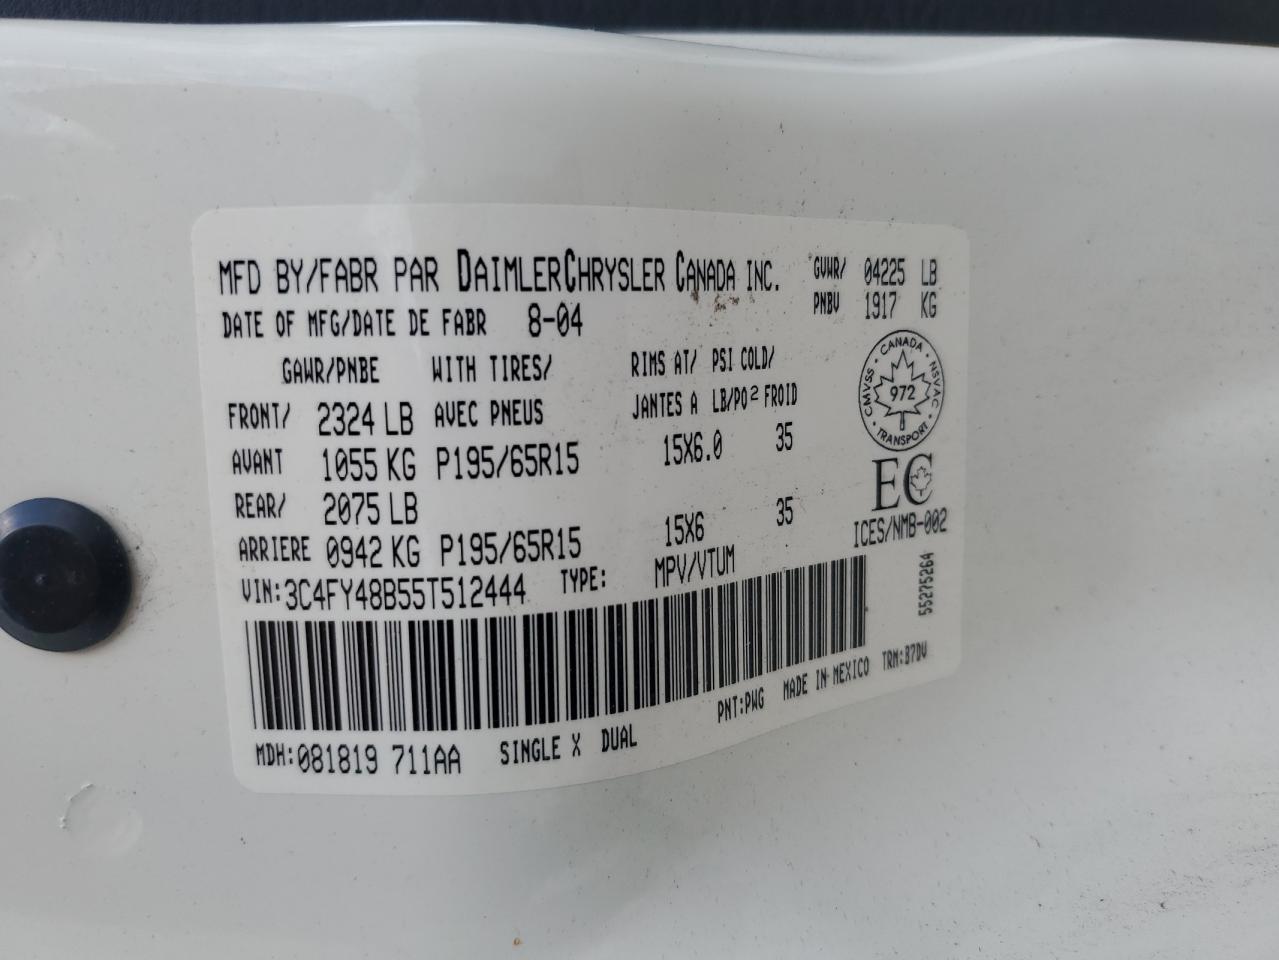 MFD BY/FABR PAR DAIMLERCHRYSLER CANADA INC. GVWR/ 04225 LB
DATE OF MFG/DATE DE FABR 8-04 PNBV 1917 KG
GAWR/PNBE WITH TIRES/ RIMS AT/ PSI COLD/
FRONT/ 2324 LB AVEC PNEUS JANTES A LB/PO² FROID
AVANT 1055 KG P195/65R15 15X6.0 35
REAR/ 2075 LB
ARRIERE 0942 KG P195/65R15 15X6 35
VIN:3C4FY48B55T512444 TYPE: MPV/VTUM
CANADA · NSVAC · TRANSPORT · CMVSS ·
972
EC
ICES/NMB-002
55275264
MDH:081819 711AA SINGLE X DUAL PNT:PWG MADE IN MEXICO TRM:B7DV